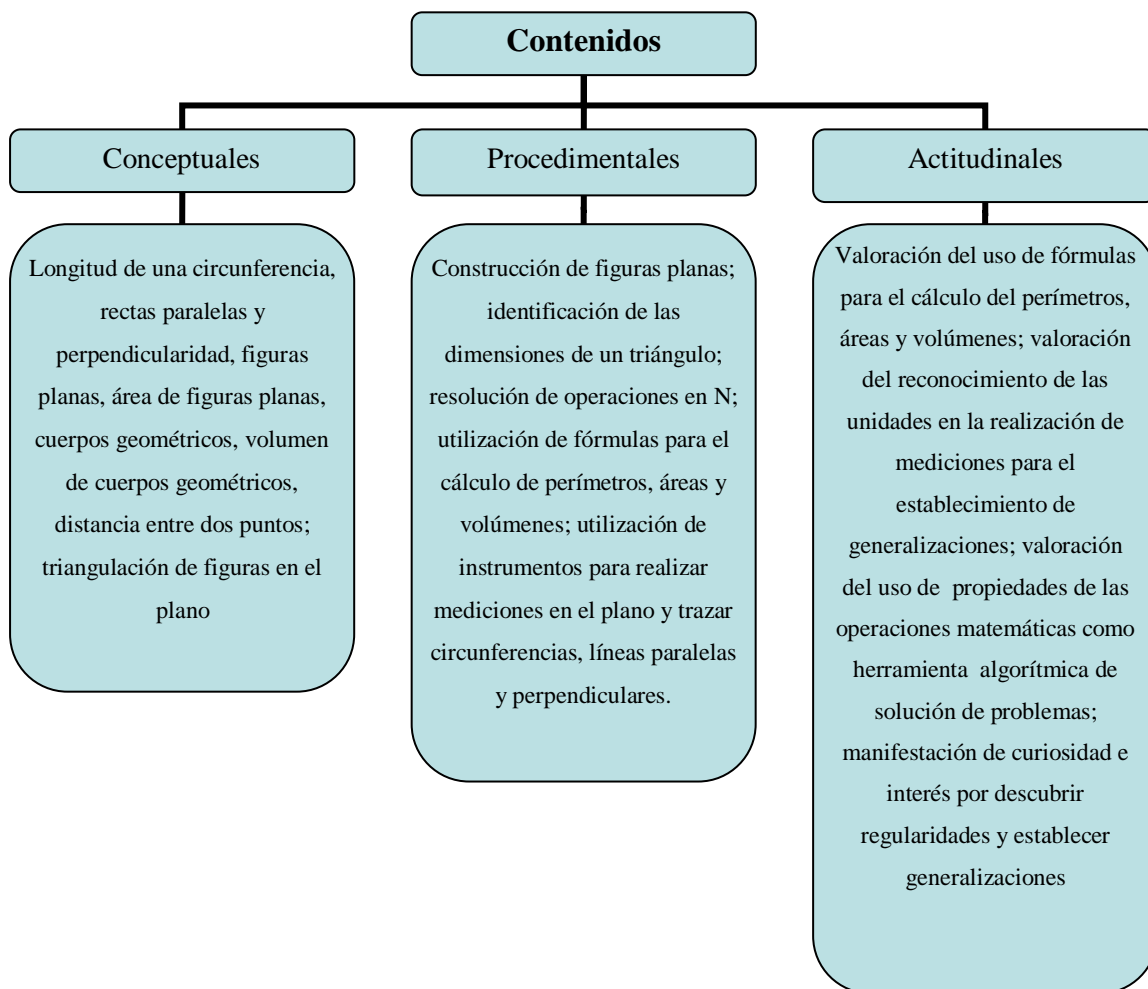 Contenidos
Conceptuales
Longitud de una circunferencia,
rectas paralelas y
perpendicularidad, figuras
planas, área de figuras planas,
cuerpos geométricos, volumen
de cuerpos geométricos,
distancia entre dos puntos;
triangulación de figuras en el
plano
Procedimentales
Construcción de figuras planas;
identificación de las
dimensiones de un triángulo;
resolución de operaciones en N;
utilización de fórmulas para el
cálculo de perímetros, áreas y
volúmenes; utilización de
instrumentos para realizar
mediciones en el plano y trazar
circunferencias, líneas paralelas
y perpendiculares.
Actitudinales
Valoración del uso de fórmulas
para el cálculo del perímetros,
áreas y volúmenes; valoración
del reconocimiento de las
unidades en la realización de
mediciones para el
establecimiento de
generalizaciones; valoración
del uso de propiedades de las
operaciones matemáticas como
herramienta algorítmica de
solución de problemas;
manifestación de curiosidad e
interés por descubrir
regularidades y establecer
generalizaciones